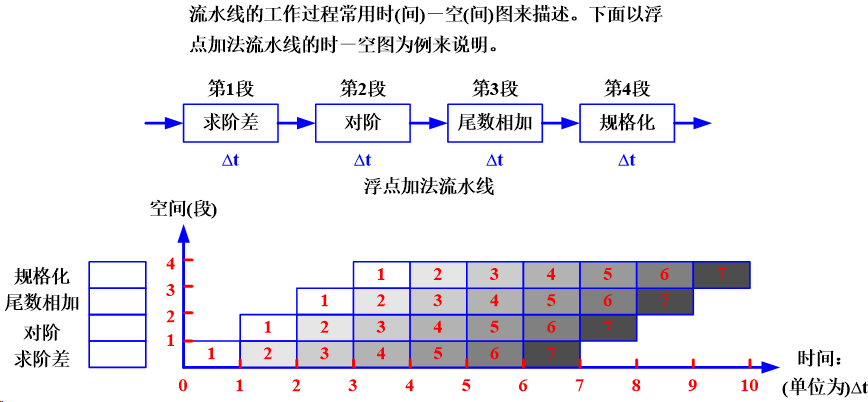 流水线的工作过程常用时(间)－空(间)图来描述。下面以浮
点加法流水线的时－空图为例来说明。
第1段 第2段 第3段 第4段
求阶差 对阶 尾数相加 规格化
Δt Δt Δt Δt
浮点加法流水线
空间(段)
4
规格化 1 2 3 4 5 6 7
3
尾数相加 1 2 3 4 5 6 7
2
对阶 1 2 3 4 5 6 7
1
求阶差 1 2 3 4 5 6 7
时间：
0 1 2 3 4 5 6 7 8 9 10 (单位为)Δt